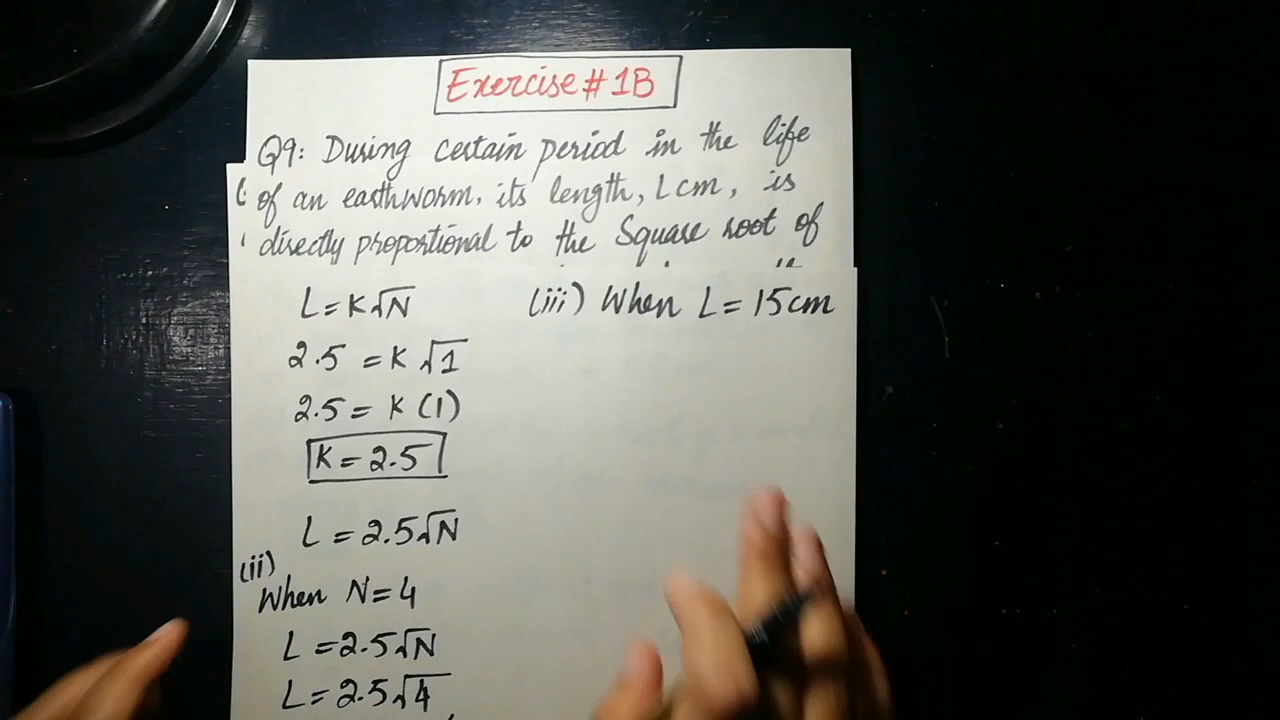 Exercise # 1B
Q9: During certain period in the life
of an earthworm, its length, L cm, is
directly proportional to the Square root of
L = K√N
2.5 = K √1
2.5 = K (1)
K = 2.5
L = 2.5√N
(ii)
When N = 4
L = 2.5√N
L = 2.5√4
(iii) When L = 15cm